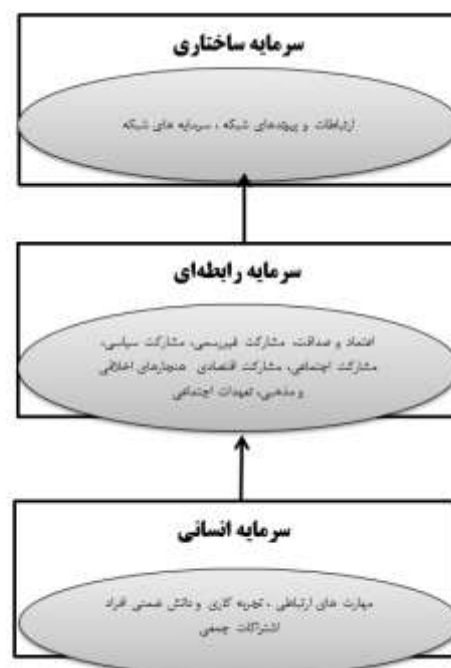 سرمایه ساختاری
ارتباطات و پیوندهای شبکه ، سرمایه های شبکه
سرمایه رابطه‌ای
اعتماد و صداقت، مشارکت غیررسمی، مشارکت سیاسی،
مشارکت اجتماعی، مشارکت اقتصادی هنجارهای اخلاقی
و مذهبی، تعهدات اجتماعی
سرمایه انسانی
مهارت های ارتباطی ، تجربه کاری و دانش ضمنی افراد
اشتراکات جمعی